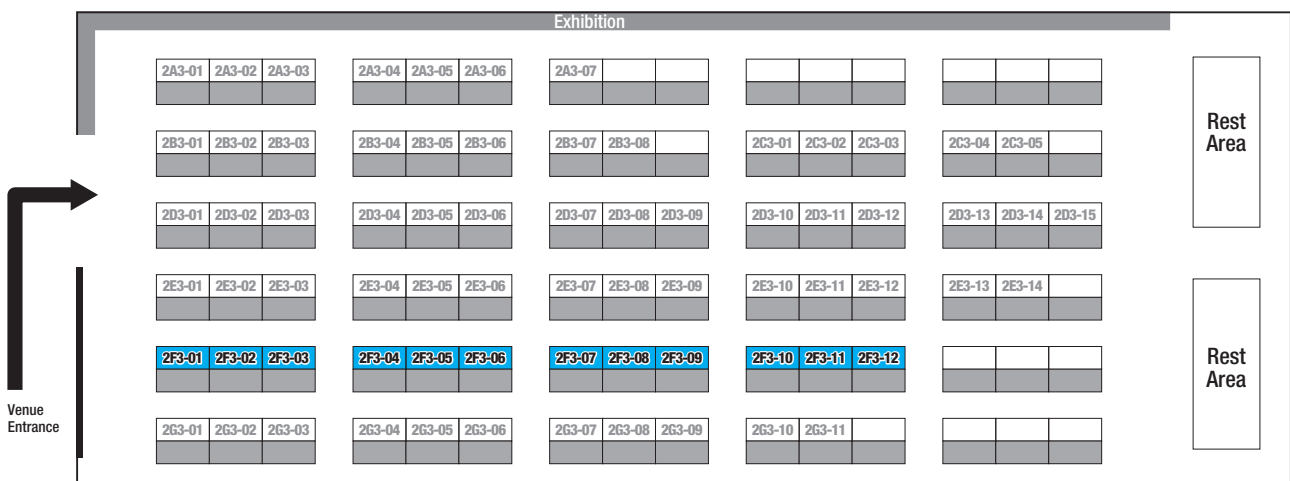 Exhibition
2A3-01 2A3-02 2A3-03 2A3-04 2A3-05 2A3-06 2A3-07
2B3-01 2B3-02 2B3-03 2B3-04 2B3-05 2B3-06 2B3-07 2B3-08 2C3-01 2C3-02 2C3-03 2C3-04 2C3-05
Rest
Area
2D3-01 2D3-02 2D3-03 2D3-04 2D3-05 2D3-06 2D3-07 2D3-08 2D3-09 2D3-10 2D3-11 2D3-12 2D3-13 2D3-14 2D3-15
2E3-01 2E3-02 2E3-03 2E3-04 2E3-05 2E3-06 2E3-07 2E3-08 2E3-09 2E3-10 2E3-11 2E3-12 2E3-13 2E3-14
2F3-01 2F3-02 2F3-03 2F3-04 2F3-05 2F3-06 2F3-07 2F3-08 2F3-09 2F3-10 2F3-11 2F3-12
Rest
Area
Venue
Entrance
2G3-01 2G3-02 2G3-03 2G3-04 2G3-05 2G3-06 2G3-07 2G3-08 2G3-09 2G3-10 2G3-11